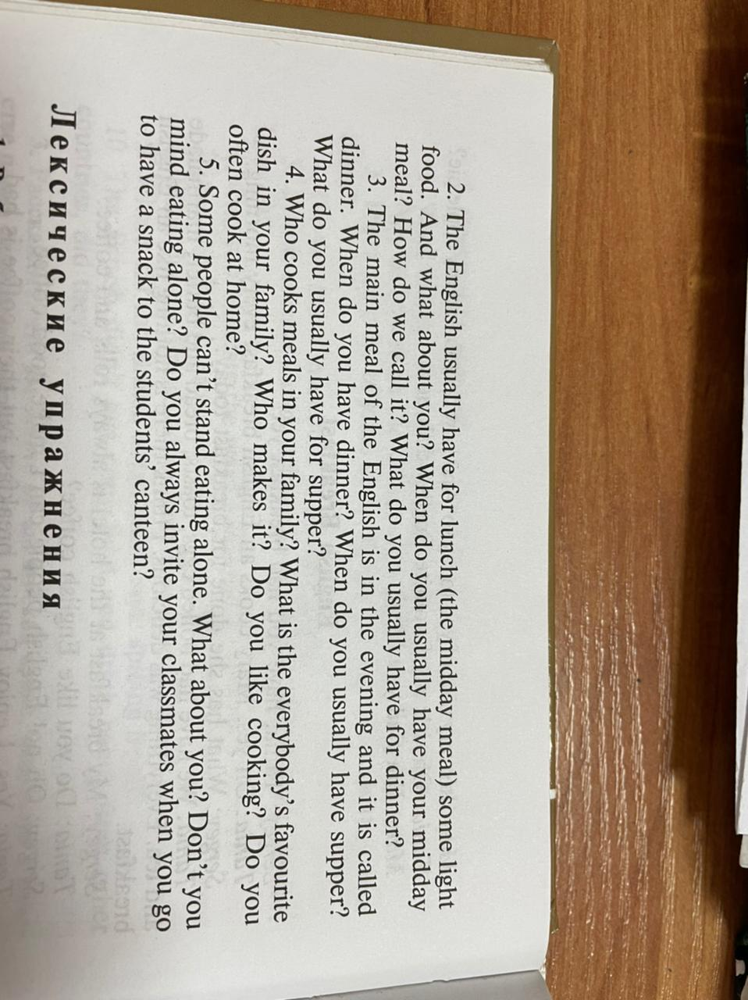 2. The English usually have for lunch (the midday meal) some light
food. And what about you? When do you usually have your midday
meal? How do we call it? What do you usually have for dinner?
3. The main meal of the English is in the evening and it is called
dinner. When do you have dinner? When do you usually have supper?
What do you usually have for supper?
4. Who cooks meals in your family? What is the everybody's favourite
dish in your family? Who makes it? Do you like cooking? Do you
often cook at home?
5. Some people can't stand eating alone. What about you? Don't you
mind eating alone? Do you always invite your classmates when you go
to have a snack to the students' canteen?
Лексические упражнения